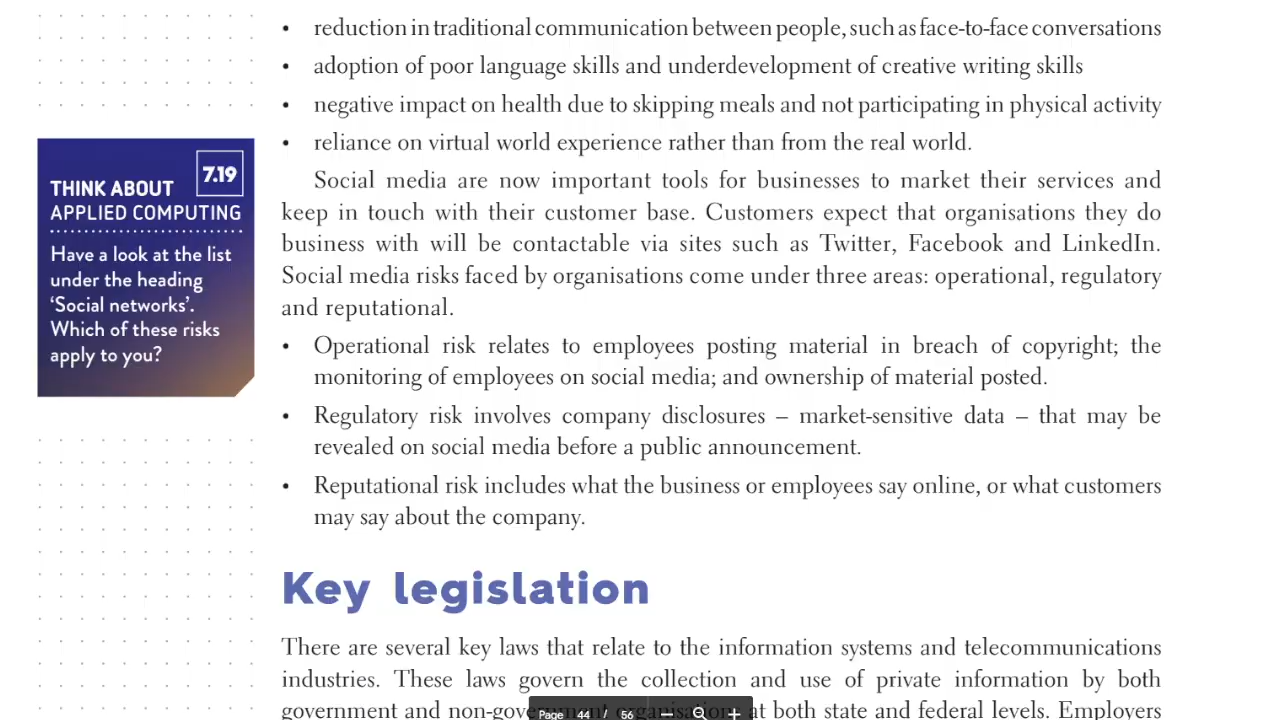 • reduction in traditional communication between people, such as face-to-face conversations
• adoption of poor language skills and underdevelopment of creative writing skills
• negative impact on health due to skipping meals and not participating in physical activity
• reliance on virtual world experience rather than from the real world.
7.19
THINK ABOUT
APPLIED COMPUTING
Have a look at the list
under the heading
‘Social networks’.
Which of these risks
apply to you?
Social media are now important tools for businesses to market their services and
keep in touch with their customer base. Customers expect that organisations they do
business with will be contactable via sites such as Twitter, Facebook and LinkedIn.
Social media risks faced by organisations come under three areas: operational, regulatory
and reputational.
• Operational risk relates to employees posting material in breach of copyright; the
monitoring of employees on social media; and ownership of material posted.
• Regulatory risk involves company disclosures – market-sensitive data – that may be
revealed on social media before a public announcement.
• Reputational risk includes what the business or employees say online, or what customers
may say about the company.
Key legislation
There are several key laws that relate to the information systems and telecommunications
industries. These laws govern the collection and use of private information by both
government and at both state and federal levels. Employers
Page 44 / 56